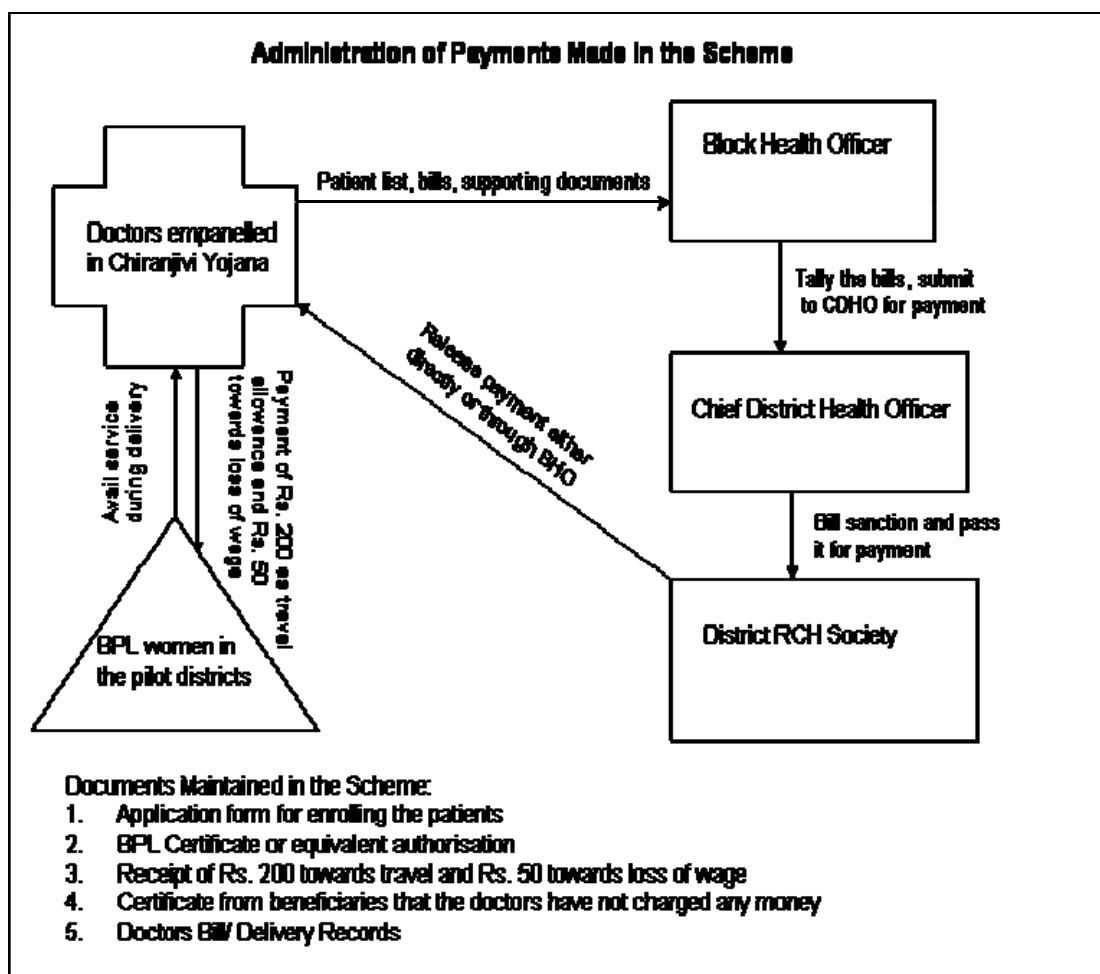 Administration of Payments Made in the Scheme
Block Health Officer
Patient list, bills, supporting documents
Doctors empanelled
in Chiranjivi Yojana
Tally the bills, submit
to CDHO for payment
Release payment either
directly or through BHO
Chief District Health Officer
Avail service
during delivery
Payment of Rs. 200 as travel
allowence and Rs. 50
towards loss of wage
Bill sanction and pass
it for payment
BPL women in
the pilot districts
District RCH Society
Documents Maintained in the Scheme:
1. Application form for enrolling the patients
2. BPL Certificate or equivalent authorisation
3. Receipt of Rs. 200 towards travel and Rs. 50 towards loss of wage
4. Certificate from beneficiaries that the doctors have not charged any money
5. Doctors Bill/ Delivery Records